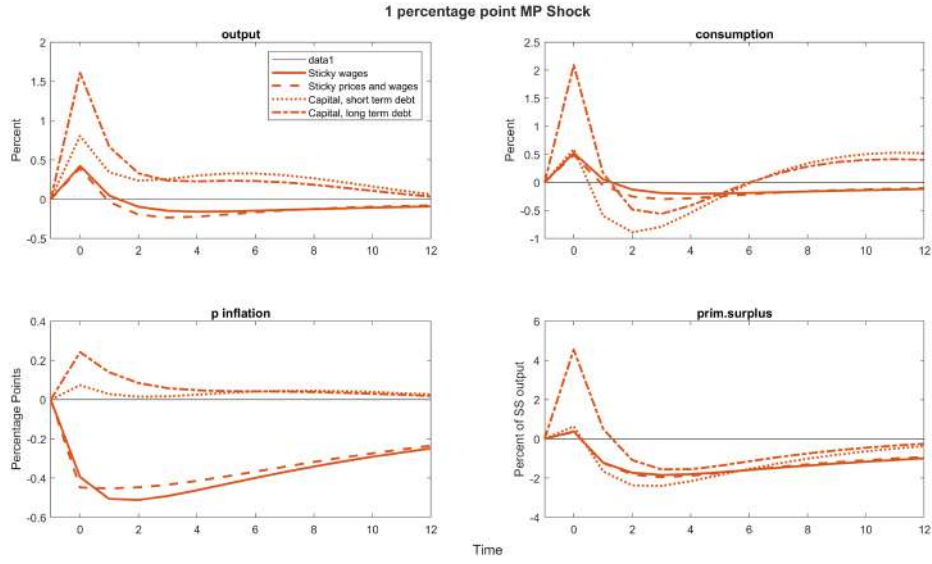 1 percentage point MP Shock
output
2
1.5
1
0.5
0
-0.5
Percent
0 2 4 6 8 10 12
data1
Sticky wages
Sticky prices and wages
Capital, short term debt
Capital, long term debt
consumption
2.5
2
1.5
1
0.5
0
-0.5
-1
Percent
0 2 4 6 8 10 12
p inflation
0.4
0.2
0
-0.2
-0.4
-0.6
Percentage Points
0 2 4 6 8 10 12
prim.surplus
6
4
2
0
-2
-4
Percent of SS output
0 2 4 6 8 10 12
Time